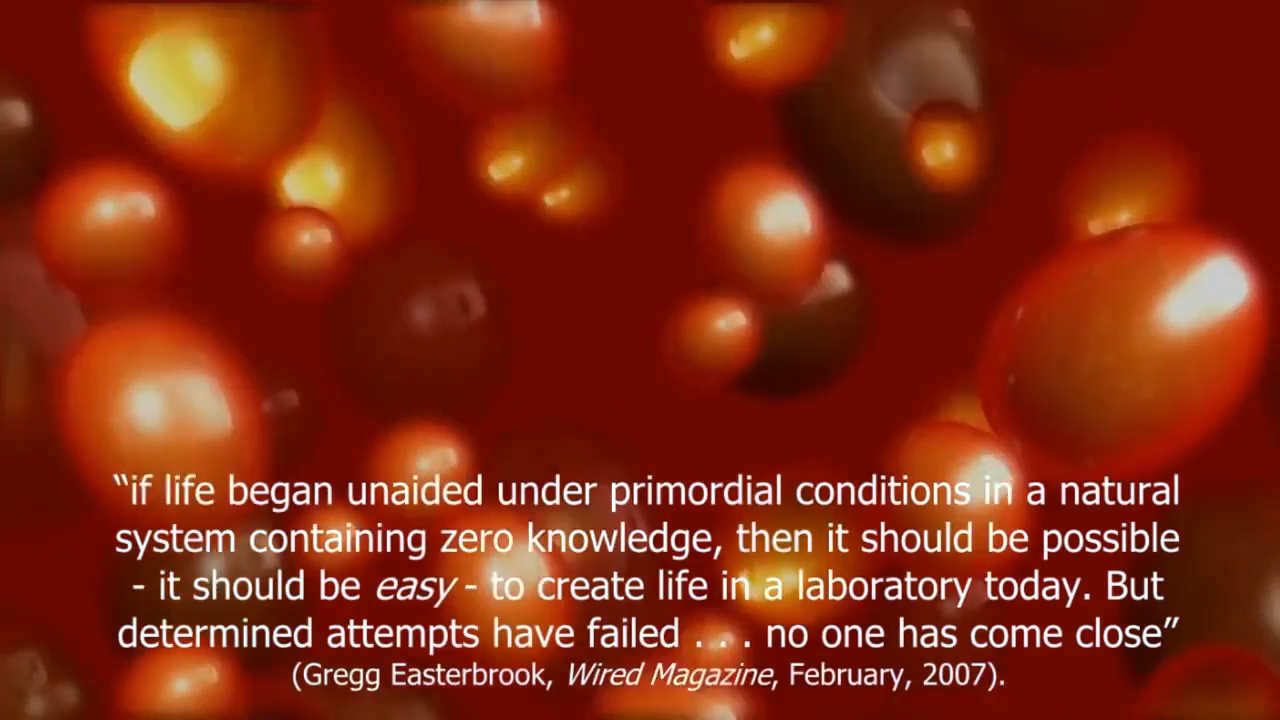 “if life began unaided under primordial conditions in a natural
system containing zero knowledge, then it should be possible
- it should be easy - to create life in a laboratory today. But
determined attempts have failed . . . no one has come close”
(Gregg Easterbrook, Wired Magazine, February, 2007).